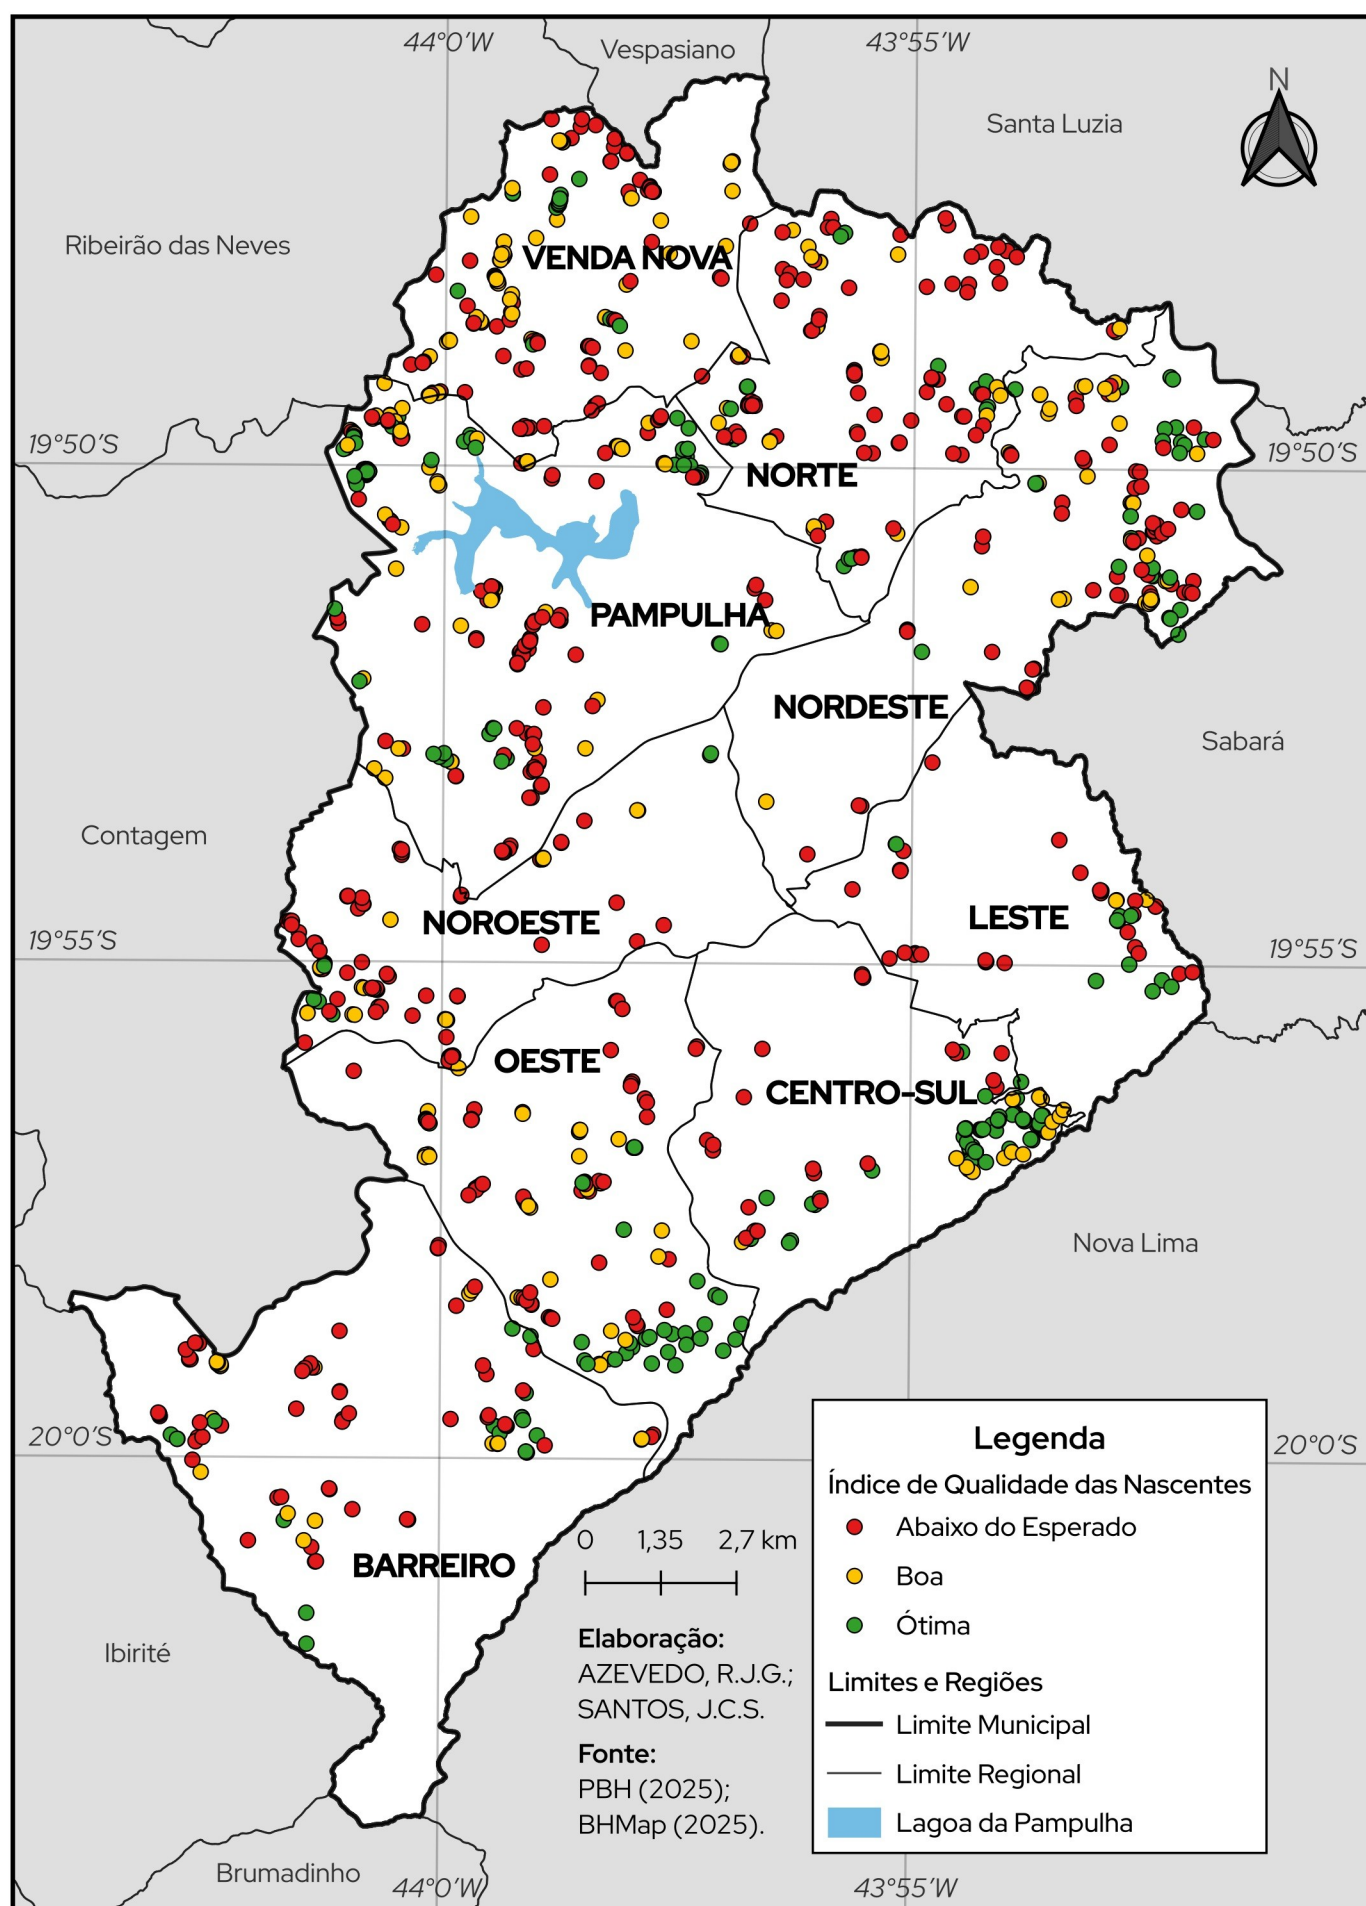 44°0'W
43°55'W
Vespasiano
N
Santa Luzia
Ribeirão das Neves
VENDA NOVA
19°50'S
19°50'S
NORTE
PAMPULHA
NORDESTE
Sabará
Contagem
NOROESTE
LESTE
19°55'S
19°55'S
OESTE
CENTRO-SUL
Nova Lima
20°0'S
20°0'S
BARREIRO
Ibirité
Brumadinho
0 1,35 2,7 km
Elaboração:
AZEVEDO, R.J.G.;
SANTOS, J.C.S.
Fonte:
PBH (2025);
BHMap (2025).
Legenda
Índice de Qualidade das Nascentes
Abaixo do Esperado
Boa
Ótima
Limites e Regiões
Limite Municipal
Limite Regional
Lagoa da Pampulha
44°0'W
43°55'W